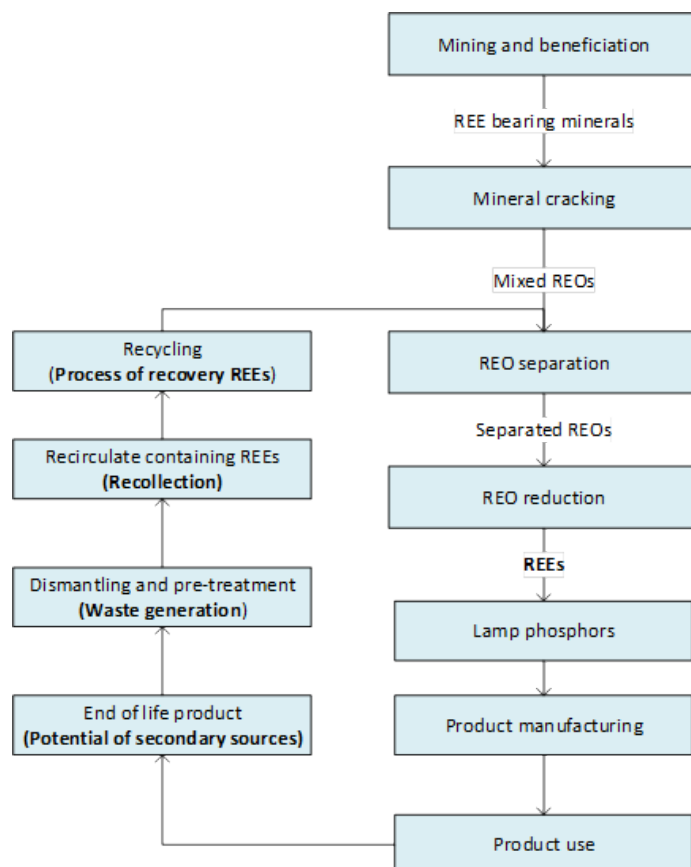 Mining and beneficiation
REE bearing minerals
Mineral cracking
Mixed REOs
REO separation
Separated REOs
REO reduction
REEs
Lamp phosphors
Product manufacturing
Product use
End of life product
(Potential of secondary sources)
Dismantling and pre-treatment
(Waste generation)
Recirculate containing REEs
(Recollection)
Recycling
(Process of recovery REEs)